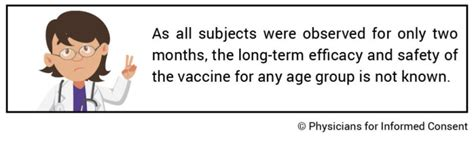 As all subjects were observed for only two
months, the long-term efficacy and safety of
the vaccine for any age group is not known.
© Physicians for Informed Consent